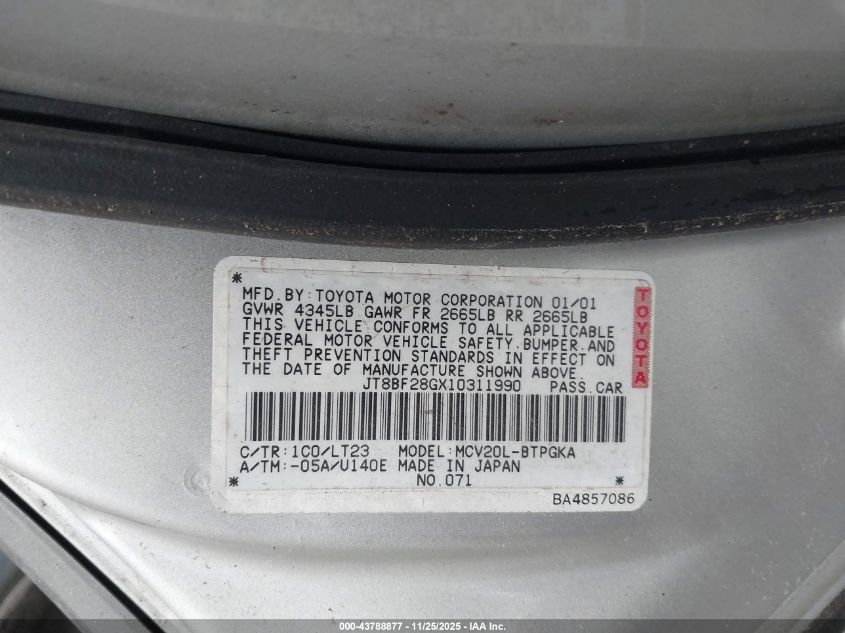 *
MFD.BY: TOYOTA MOTOR CORPORATION 01/01
GVWR 4345LB GAWR FR 2665LB RR 2665LB
THIS VEHICLE CONFORMS TO ALL APPLICABLE
FEDERAL MOTOR VEHICLE SAFETY.BUMPER.AND
THEFT PREVENTION STANDARDS IN EFFECT ON
THE DATE OF MANUFACTURE SHOWN ABOVE.
JT8BF28GX10311990 PASS.CAR
TOYOTA
C/TR:1C0/LT23 MODEL:MCV20L-BTPGKA
A/TM:-05A/U140E MADE IN JAPAN
* NO.071 *
BA4857086
000-43788877 - 11/25/2025 - IAA Inc.